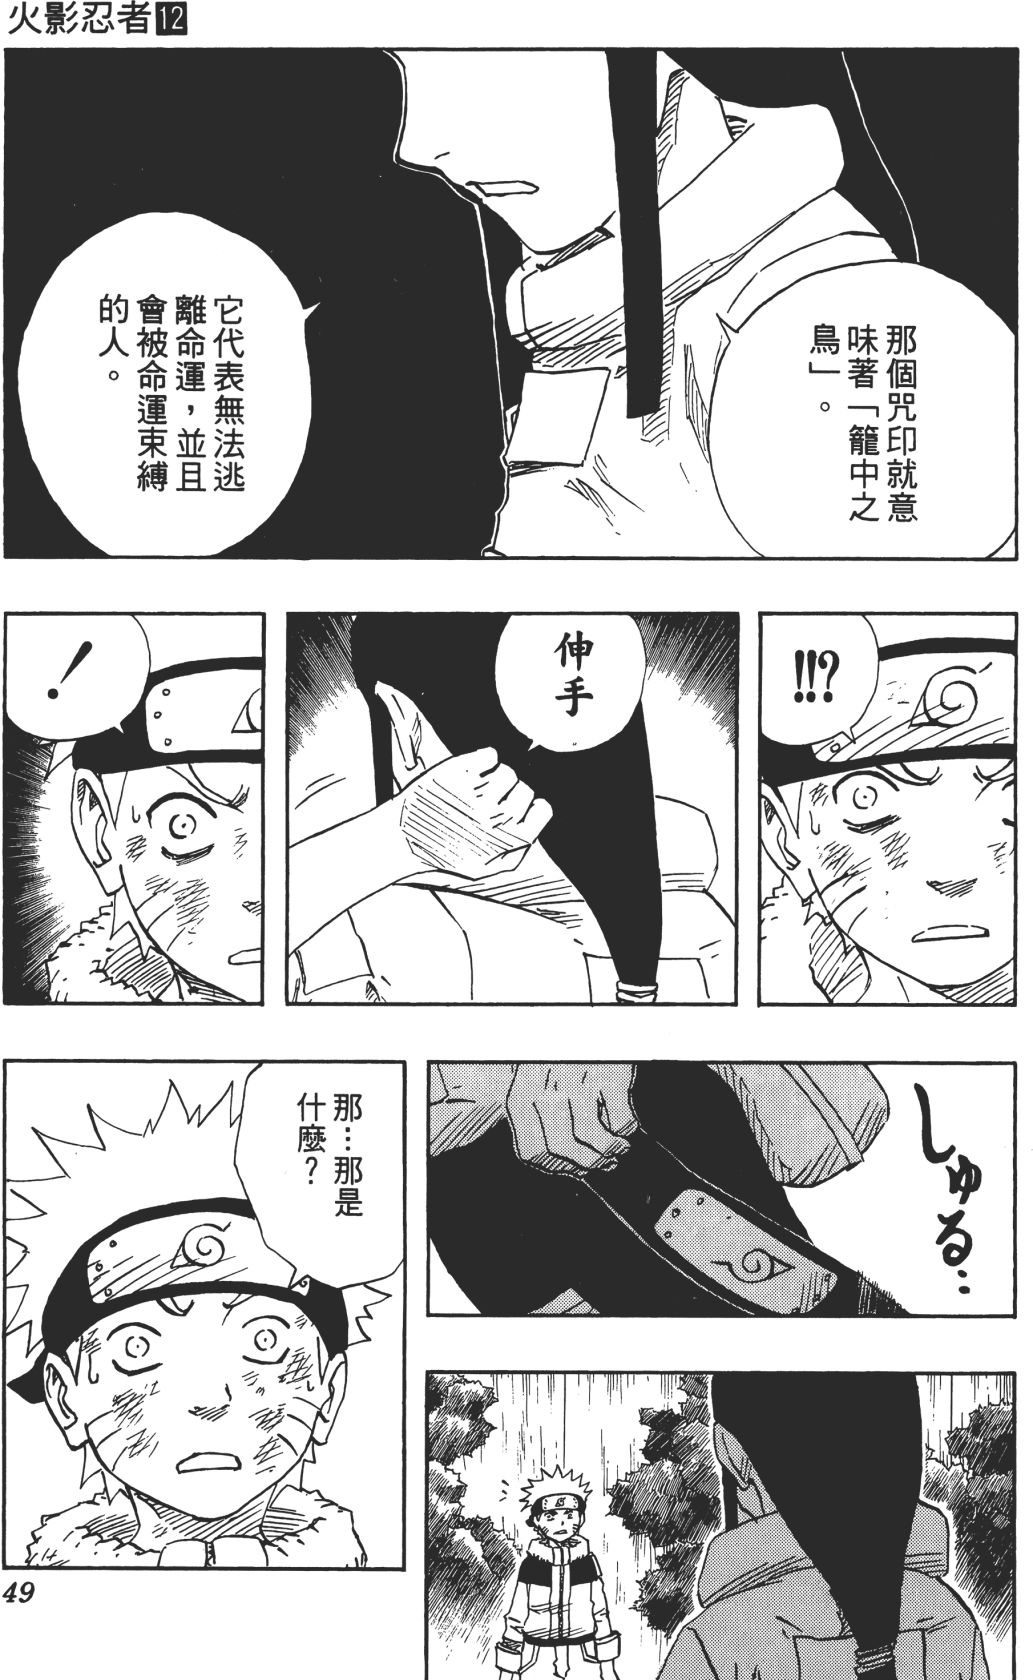 火影忍者12
那個咒印就意
味著「籠中之
鳥」。
它代表無法逃
離命運，並且
會被命運束縛
的人。
!!?
伸手
!
しゅる‥
那…那是
什麼？
49